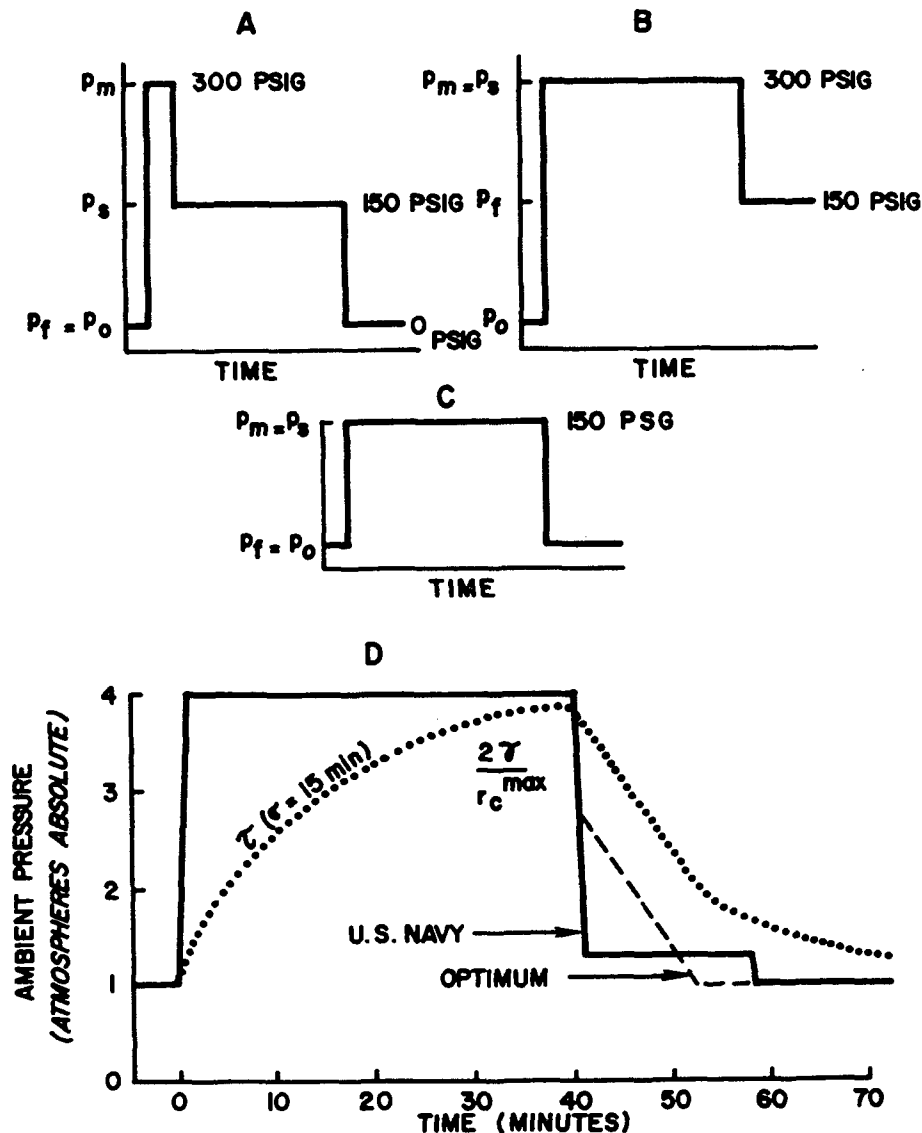 A
Pm
300 PSIG
Ps
150 PSIG
Pf = Po
0 PSIG
TIME
B
Pm = Ps
300 PSIG
Pf
150 PSIG
Po
TIME
C
Pm = Ps
150 PSG
Pf = Po
TIME
D
AMBIENT PRESSURE
(ATMOSPHERES ABSOLUTE)
4
3
2
1
0
τ (σ = 15 min)
2γ
rc max
U.S. NAVY
OPTIMUM
0 10 20 30 40 50 60 70
TIME (MINUTES)